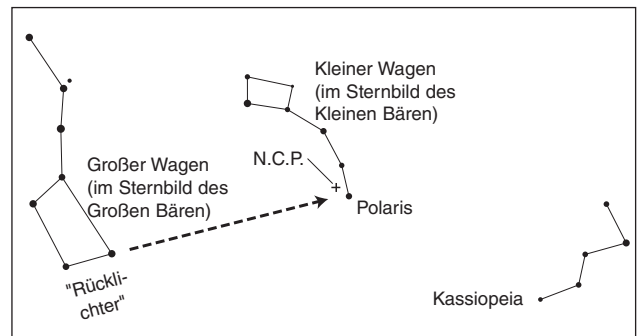 Kleiner Wagen
(im Sternbild des
Kleinen Bären)
N.C.P.
Großer Wagen
(im Sternbild des
Großen Bären)
Polaris
"Rückli-
chter"
Kassiopeia